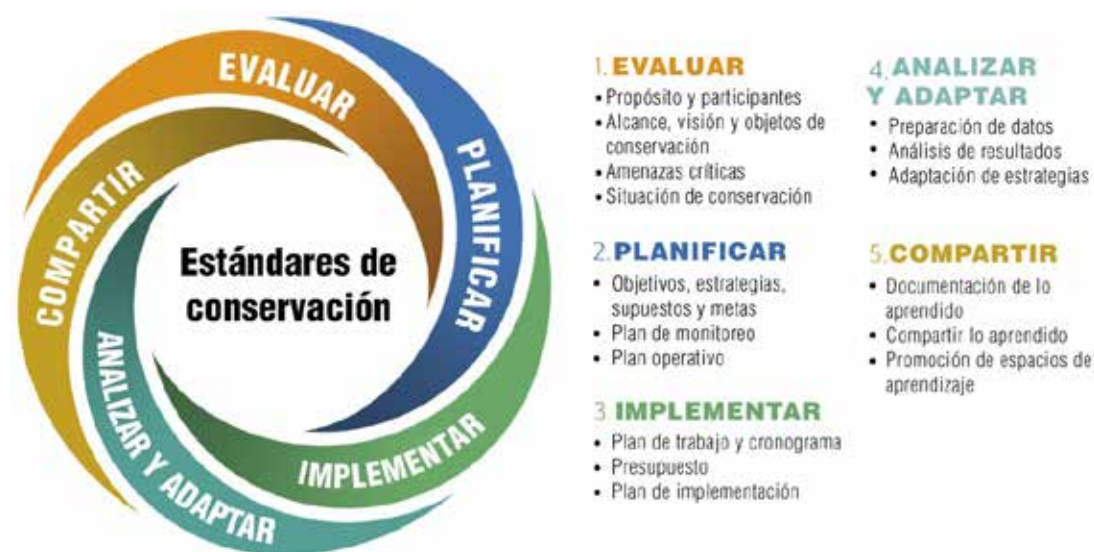 EVALUAR
PLANIFICAR
IMPLEMENTAR
ANALIZAR Y ADAPTAR
COMPARTIR
Estándares de
conservación
1. EVALUAR
• Propósito y participantes
• Alcance, visión y objetos de
conservación
• Amenazas críticas
• Situación de conservación
2. PLANIFICAR
• Objetivos, estrategias,
supuestos y metas
• Plan de monitoreo
• Plan operativo
3. IMPLEMENTAR
• Plan de trabajo y cronograma
• Presupuesto
• Plan de implementación
4. ANALIZAR
Y ADAPTAR
• Preparación de datos
• Análisis de resultados
• Adaptación de estrategias
5. COMPARTIR
• Documentación de lo
aprendido
• Compartir lo aprendido
• Promoción de espacios de
aprendizaje